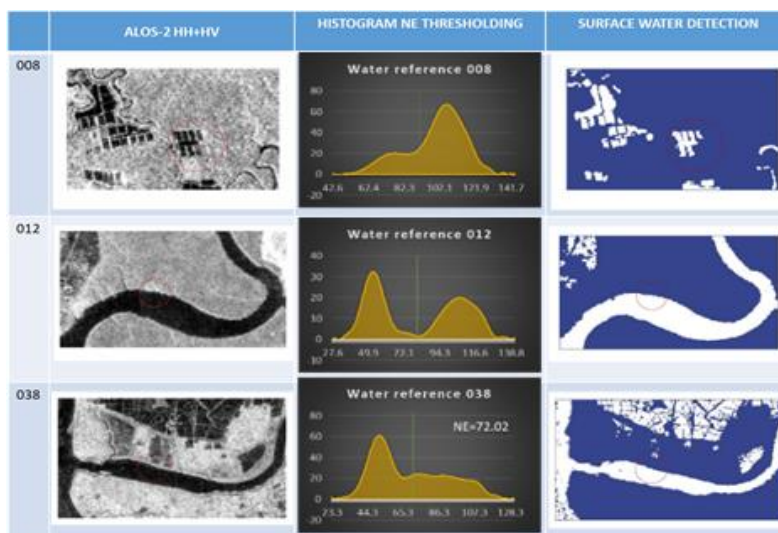 ALOS-2 HH+HV HISTOGRAM NE THRESHOLDING SURFACE WATER DETECTION
008
Water reference 008
80
60
40
20
0
-20
42.6 62.4 82.3 102.1 121.9 141.7
012
Water reference 012
40
30
20
10
0
10
27.6 49.9 72.1 94.3 116.6 138.8
038
Water reference 038
80
NE=72.02
60
40
20
0
-20
23.3 44.3 65.3 86.3 107.3 128.3